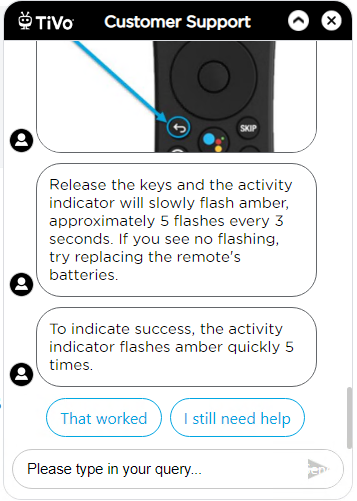 TiVo Customer Support
SKIP
Release the keys and the activity
indicator will slowly flash amber,
approximately 5 flashes every 3
seconds. If you see no flashing,
try replacing the remote's
batteries.
To indicate success, the activity
indicator flashes amber quickly 5
times.
That worked I still need help
Please type in your query...